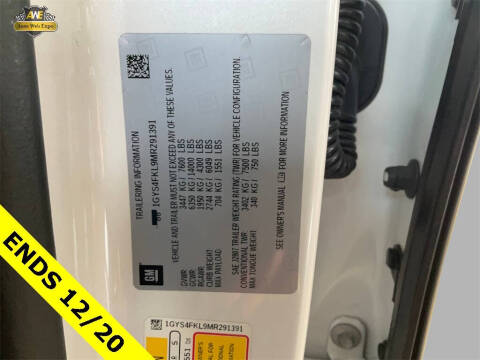 AWE
Auto Web Expo
TRAILERING INFORMATION
1GYS4FKL9MR291391
VEHICLE AND TRAILER MUST NOT EXCEED ANY OF THESE VALUES.
GVWR 3447 KG / 7600 LBS
GCWR 6350 KG / 14000 LBS
RGAWR 1950 KG / 4300 LBS
CURB WEIGHT 2744 KG / 6049 LBS
MAX PAYLOAD 704 KG / 1551 LBS
SAE J2807 TRAILER WEIGHT RATING (TWR) FOR VEHICLE CONFIGURATION.
CONVENTIONAL TWR 3402 KG / 7500 LBS
MAX TONGUE WEIGHT 340 KG / 750 LBS
SEE OWNER'S MANUAL
GM
1GYS4FKL9MR291391
ENDS 12/20